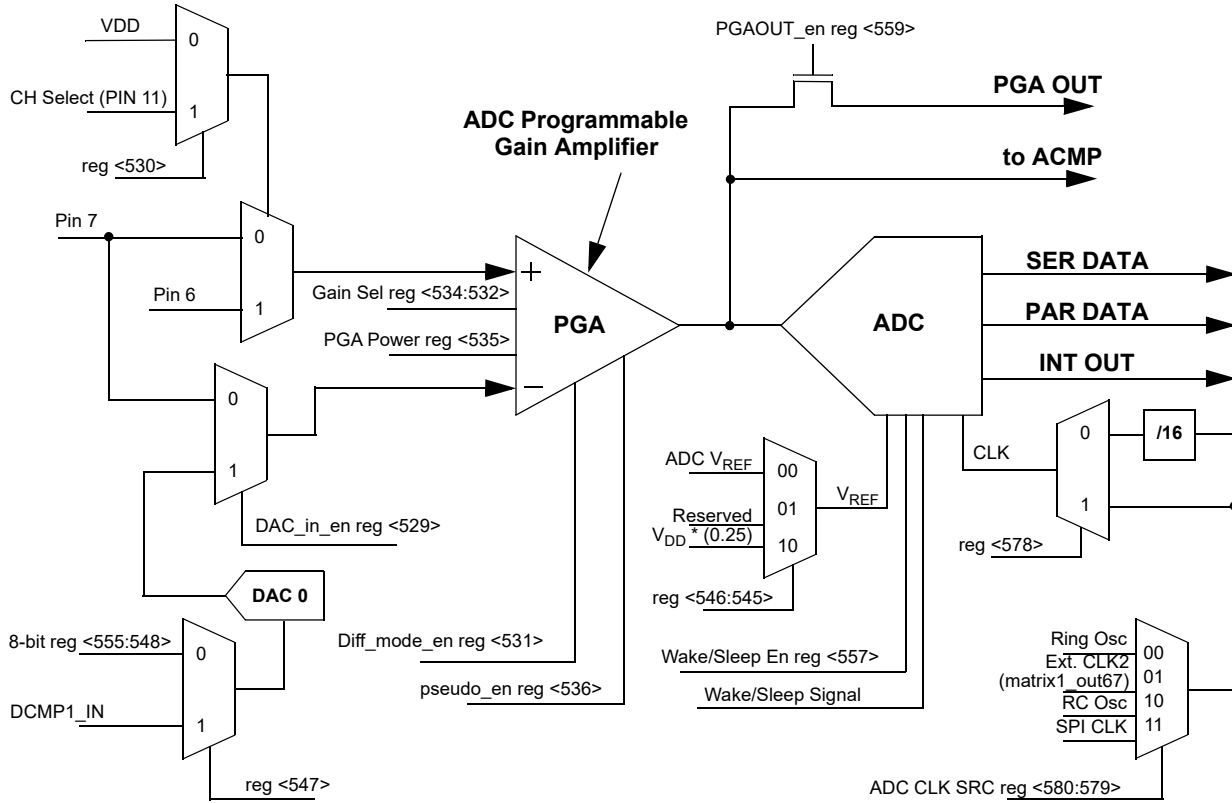 VDD
0
CH Select (PIN 11)
1
reg <530>
PGAOUT_en reg <559>
PGA OUT
to ACMP
ADC Programmable
Gain Amplifier
Pin 7
0
Pin 6
1
+
Gain Sel reg <534:532>
PGA
PGA Power reg <535>
−
ADC
SER DATA
PAR DATA
INT OUT
0
1
DAC_in_en reg <529>
DAC 0
8-bit reg <555:548>
0
DCMP1_IN
1
reg <547>
Diff_mode_en reg <531>
pseudo_en reg <536>
ADC VREF
00
Reserved
01
VDD * (0.25)
10
VREF
reg <546:545>
Wake/Sleep En reg <557>
Wake/Sleep Signal
CLK
0
/16
1
reg <578>
Ring Osc
00
Ext. CLK2
(matrix1_out67)
01
RC Osc
10
SPI CLK
11
ADC CLK SRC reg <580:579>